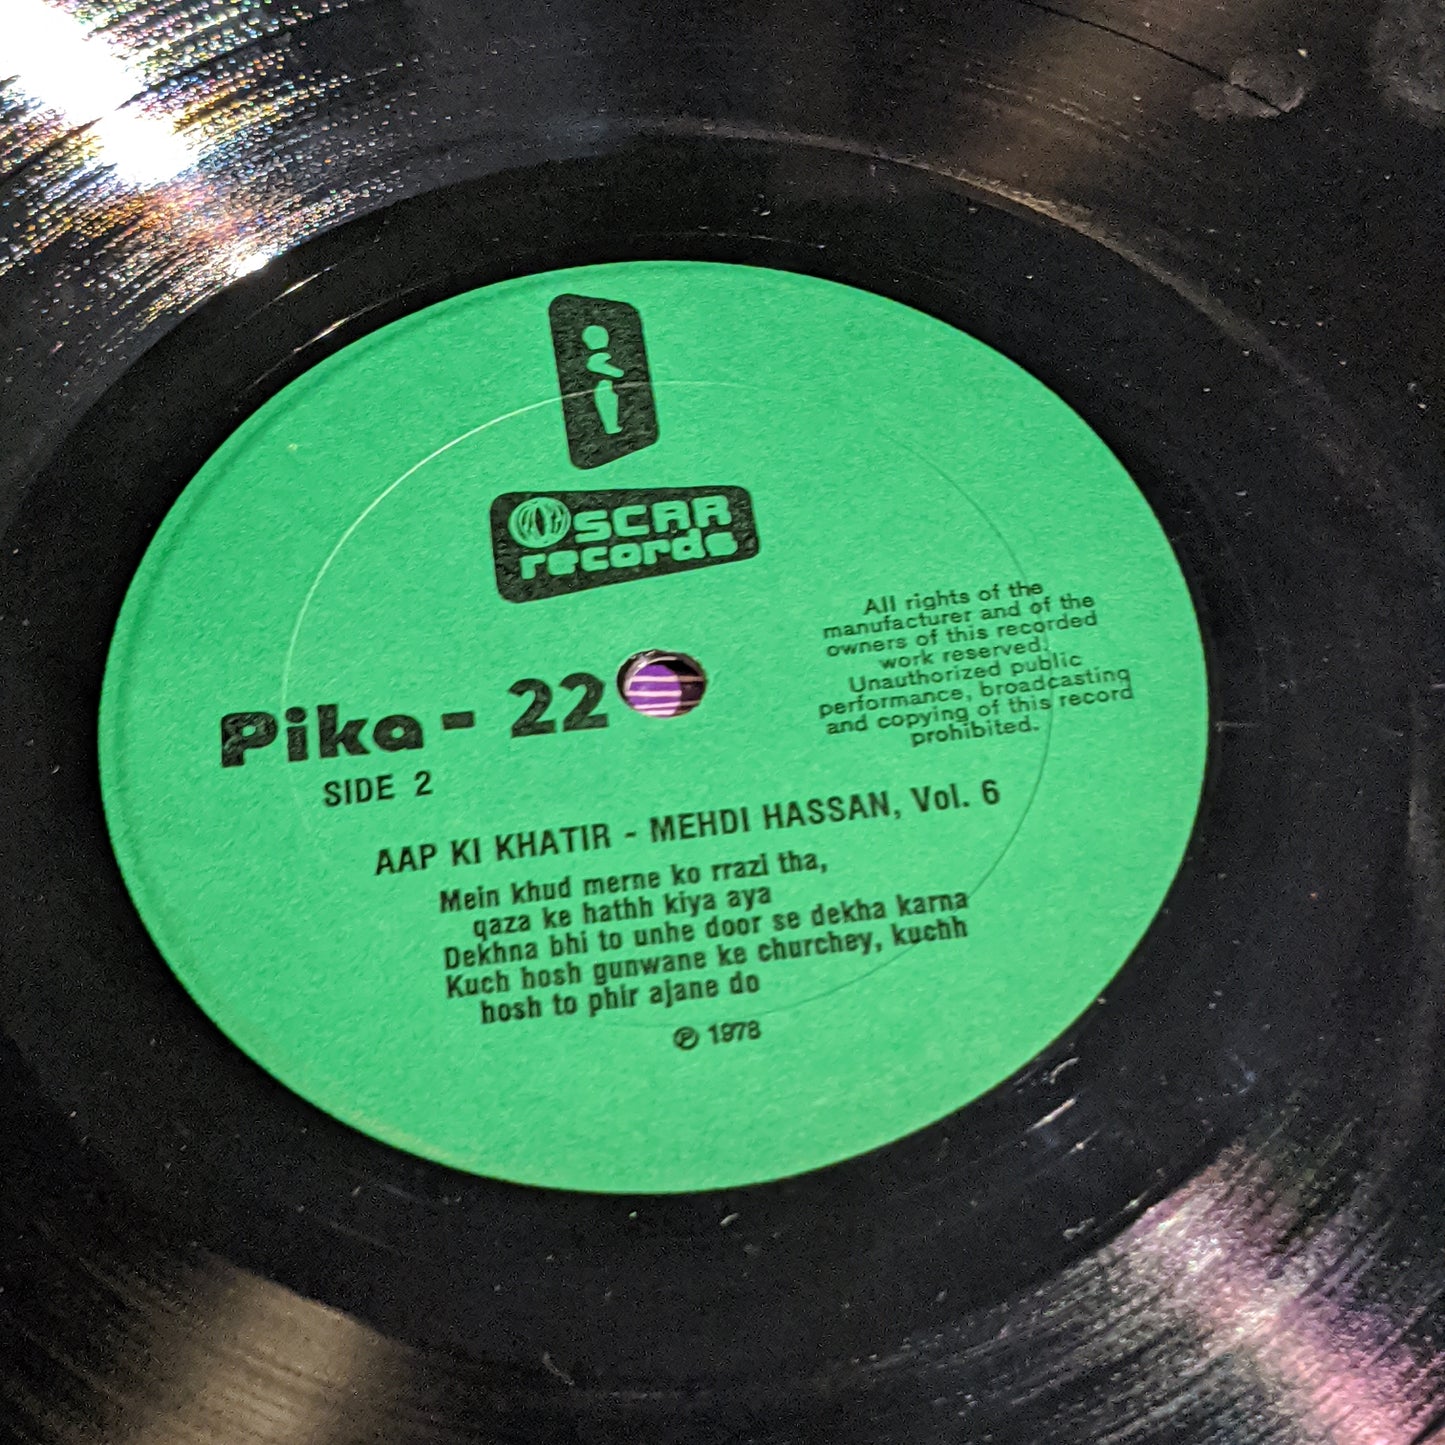 OSCAR
records
All rights of the
manufacturer and of the
owners of this recorded
work reserved.
Unauthorized public
performance, broadcasting
and copying of this record
prohibited.
Pika - 22
SIDE 2
AAP KI KHATIR - MEHDI HASSAN, Vol. 6
Mein khud merne ko rrazi tha,
qaza ke hathh kiya aya
Dekhna bhi to unhe door se dekha karna
Kuch hosh gunwane ke churchey, kuchh
hosh to phir ajane do
℗ 1978